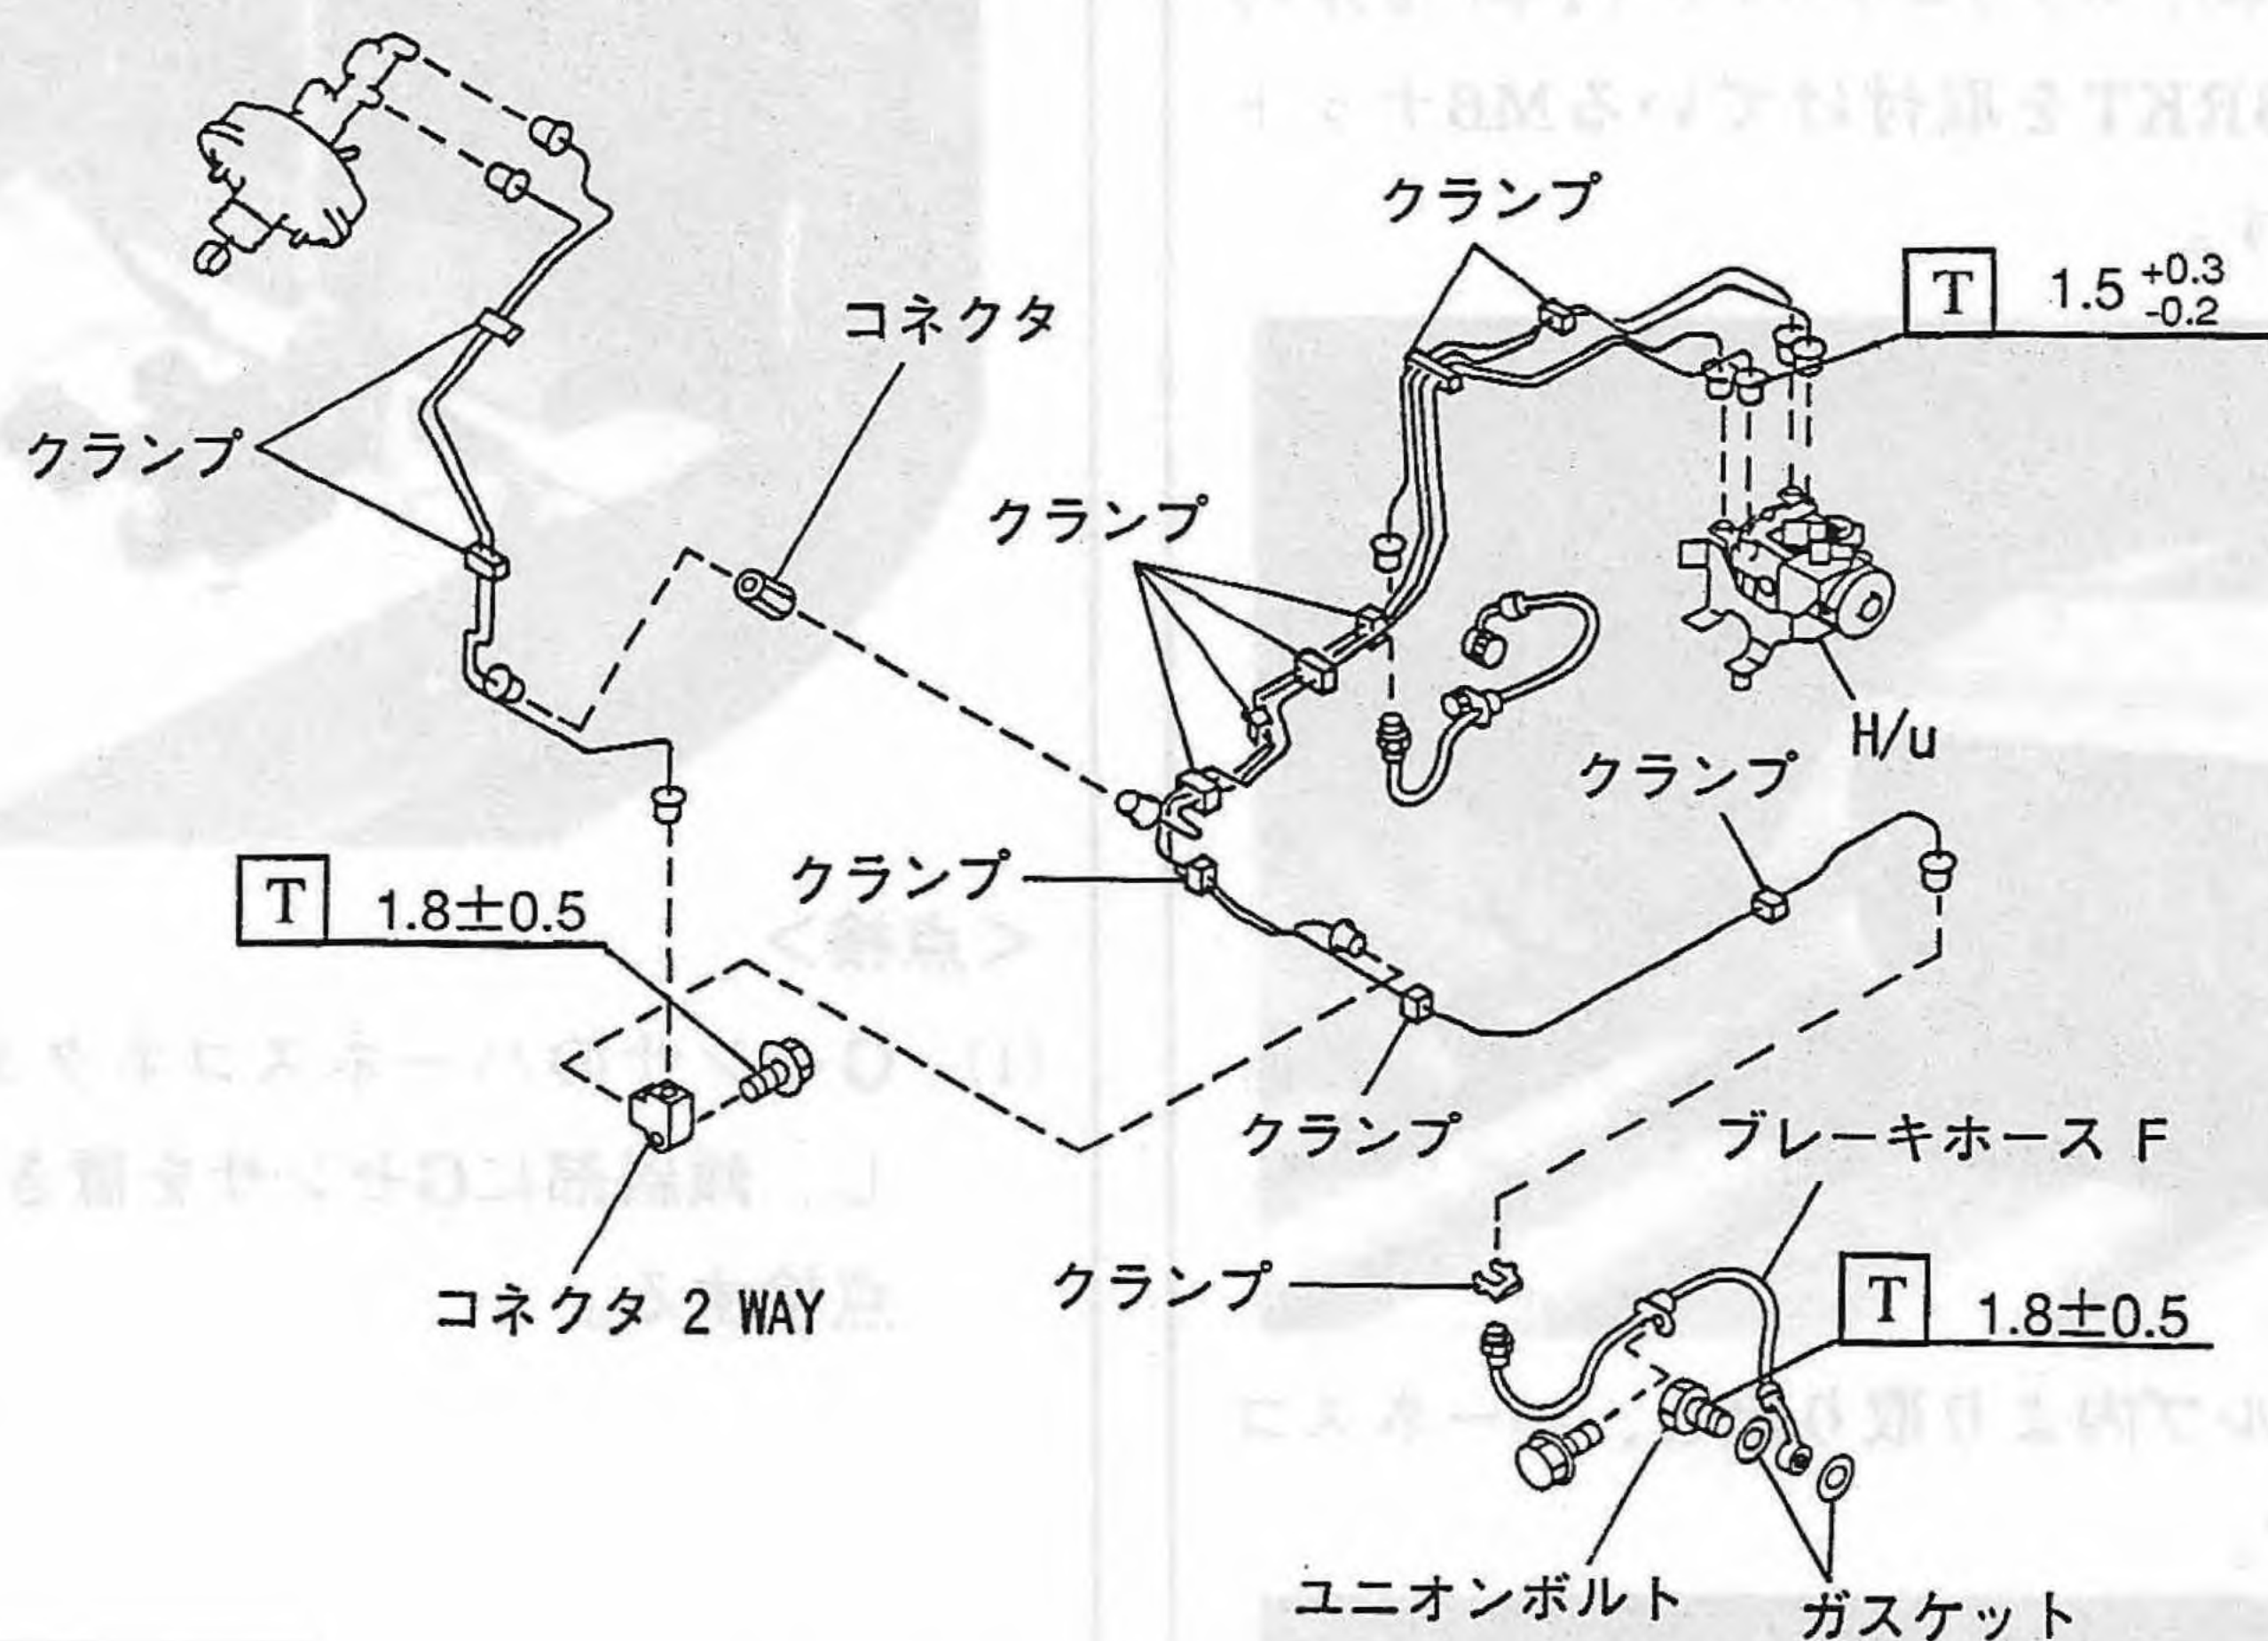 クランプ
T 1.5 +0.3 -0.2
コネクタ
クランプ
クランプ
H/u
クランプ
クランプ
T 1.8±0.5
クランプ
ブレーキホース F
コネクタ 2 WAY
クランプ
T 1.8±0.5
ユニオンボルト
ガスケット